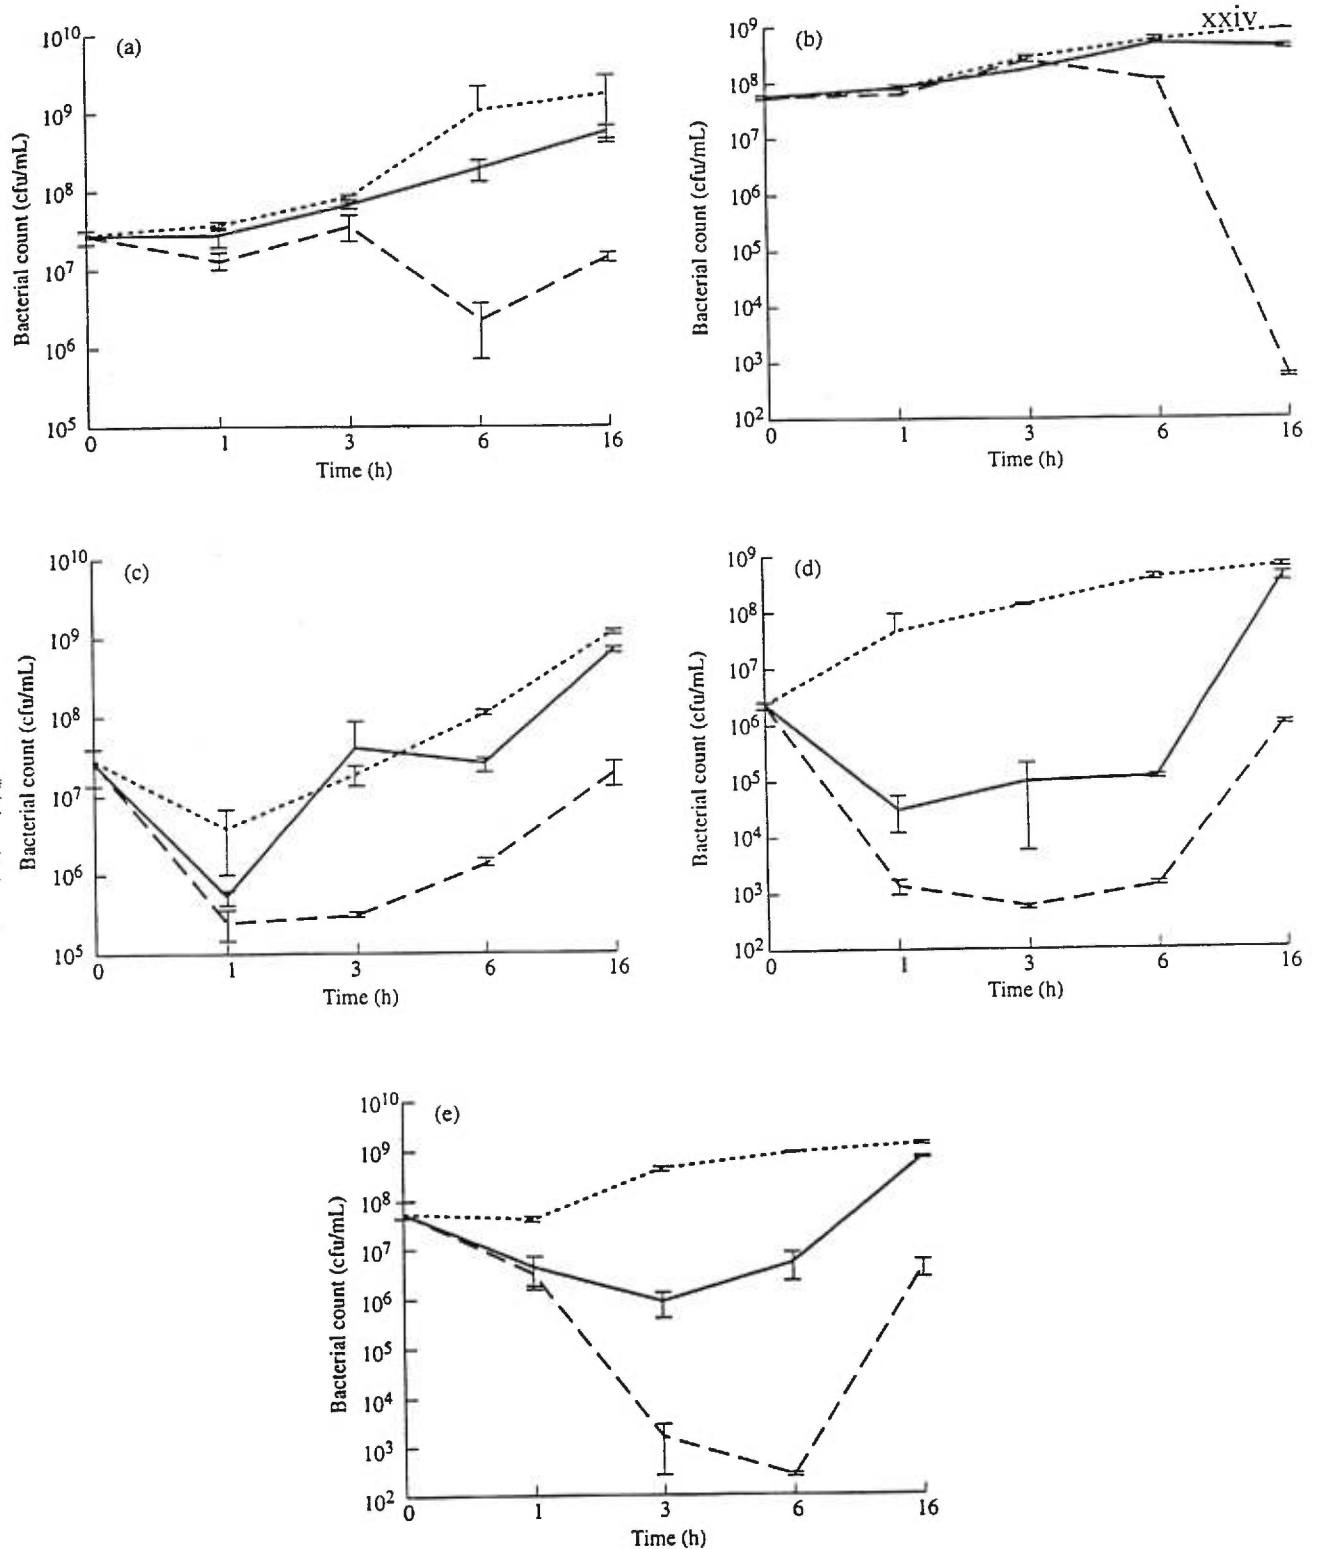 xxiv
(a)
Bacterial count (cfu/mL)
10¹⁰
10⁹
10⁸
10⁷
10⁶
10⁵
0 1 3 6 16
Time (h)
(b)
Bacterial count (cfu/mL)
10⁹
10⁸
10⁷
10⁶
10⁵
10⁴
10³
10²
0 1 3 6 16
Time (h)
(c)
Bacterial count (cfu/mL)
10¹⁰
10⁹
10⁸
10⁷
10⁶
10⁵
0 1 3 6 16
Time (h)
(d)
Bacterial count (cfu/mL)
10⁹
10⁸
10⁷
10⁶
10⁵
10⁴
10³
10²
0 1 3 6 16
Time (h)
(e)
Bacterial count (cfu/mL)
10¹⁰
10⁹
10⁸
10⁷
10⁶
10⁵
10⁴
10³
10²
0 1 3 6 16
Time (h)